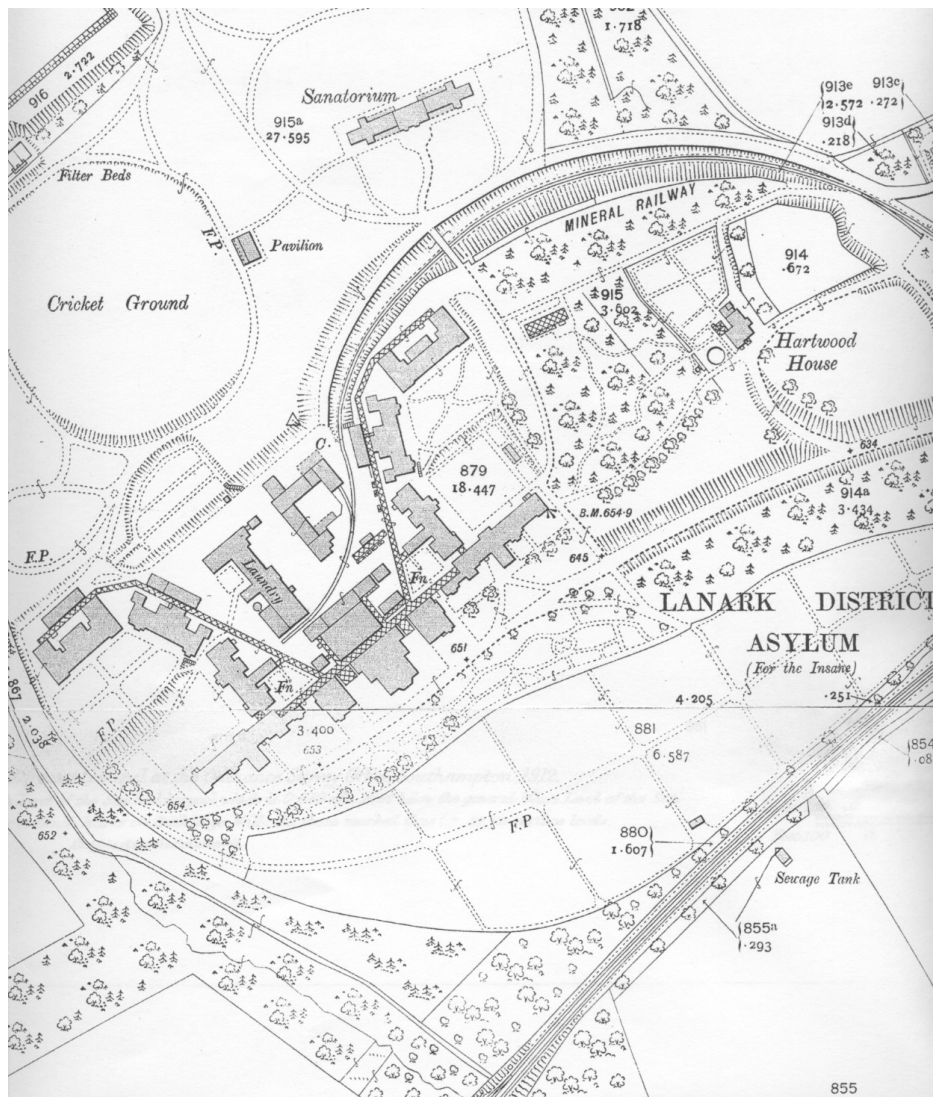 1.718
916
2.722
Sanatorium
915a
27.595
(913e 913c)
(2.572 .272)
(913d)
.218)
Filter Beds
F.P.
Pavilion
MINERAL RAILWAY
914
.672
Cricket Ground
915
3.602
Hartwood
House
C
879
18.447
634
914a
3.434
B.M.654.9
645
F.P.
Laundry
Fn
LANARK DISTRICT
ASYLUM
(For the Insane)
651
867
2.038
Fn
4.205
.251
F.P
3.400
653
881
6.587
854
.08
654
652
F.P
880)
1.607)
Sewage Tank
(855a
(.293
855